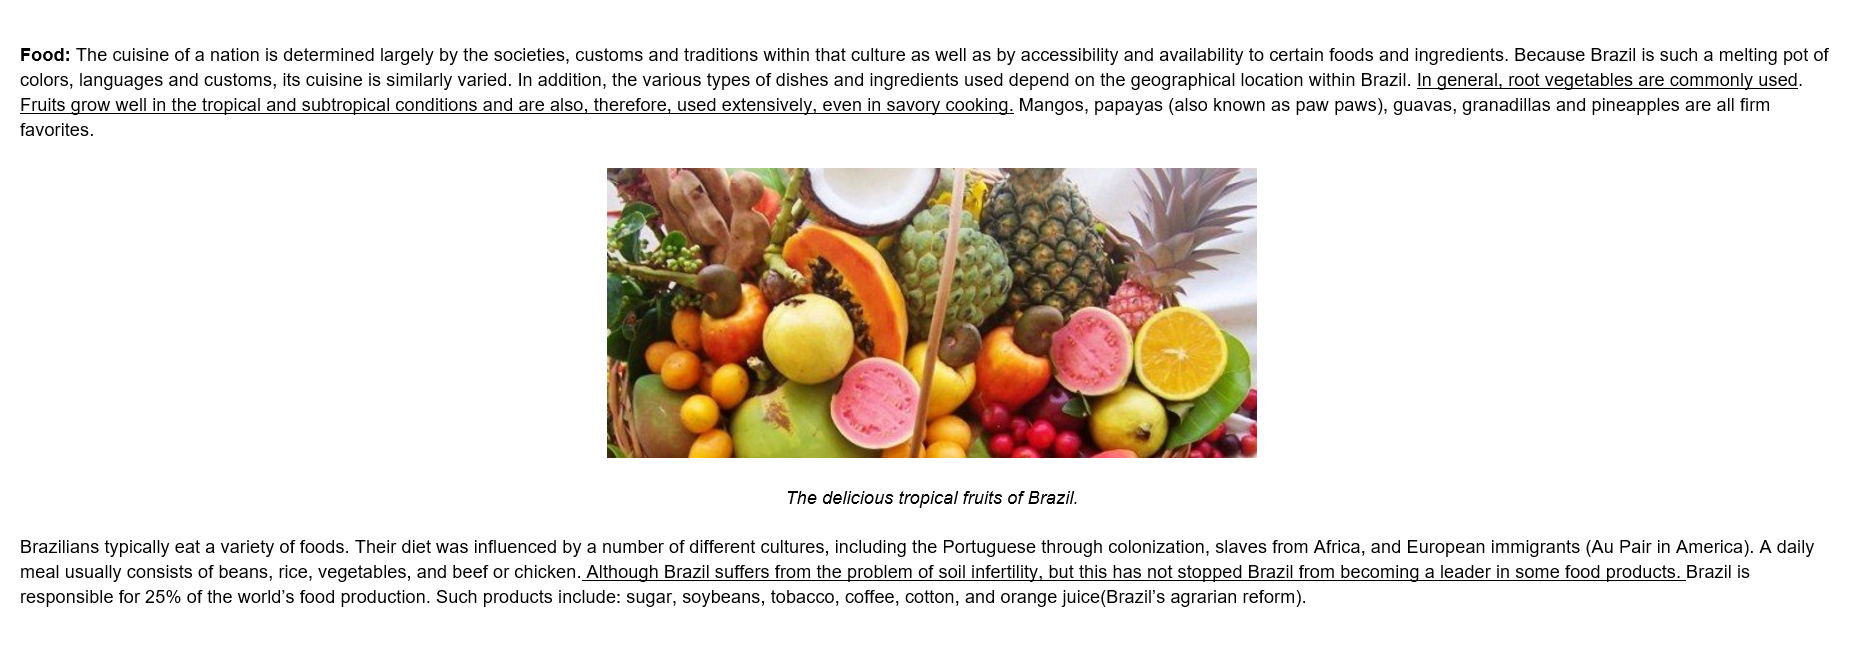 Food: The cuisine of a nation is determined largely by the societies, customs and traditions within that culture as well as by accessibility and availability to certain foods and ingredients. Because Brazil is such a melting pot of
colors, languages and customs, its cuisine is similarly varied. In addition, the various types of dishes and ingredients used depend on the geographical location within Brazil. In general, root vegetables are commonly used.
Fruits grow well in the tropical and subtropical conditions and are also, therefore, used extensively, even in savory cooking. Mangos, papayas (also known as paw paws), guavas, granadillas and pineapples are all firm
favorites.
The delicious tropical fruits of Brazil.
Brazilians typically eat a variety of foods. Their diet was influenced by a number of different cultures, including the Portuguese through colonization, slaves from Africa, and European immigrants (Au Pair in America). A daily
meal usually consists of beans, rice, vegetables, and beef or chicken. Although Brazil suffers from the problem of soil infertility, but this has not stopped Brazil from becoming a leader in some food products. Brazil is
responsible for 25% of the world’s food production. Such products include: sugar, soybeans, tobacco, coffee, cotton, and orange juice(Brazil’s agrarian reform).